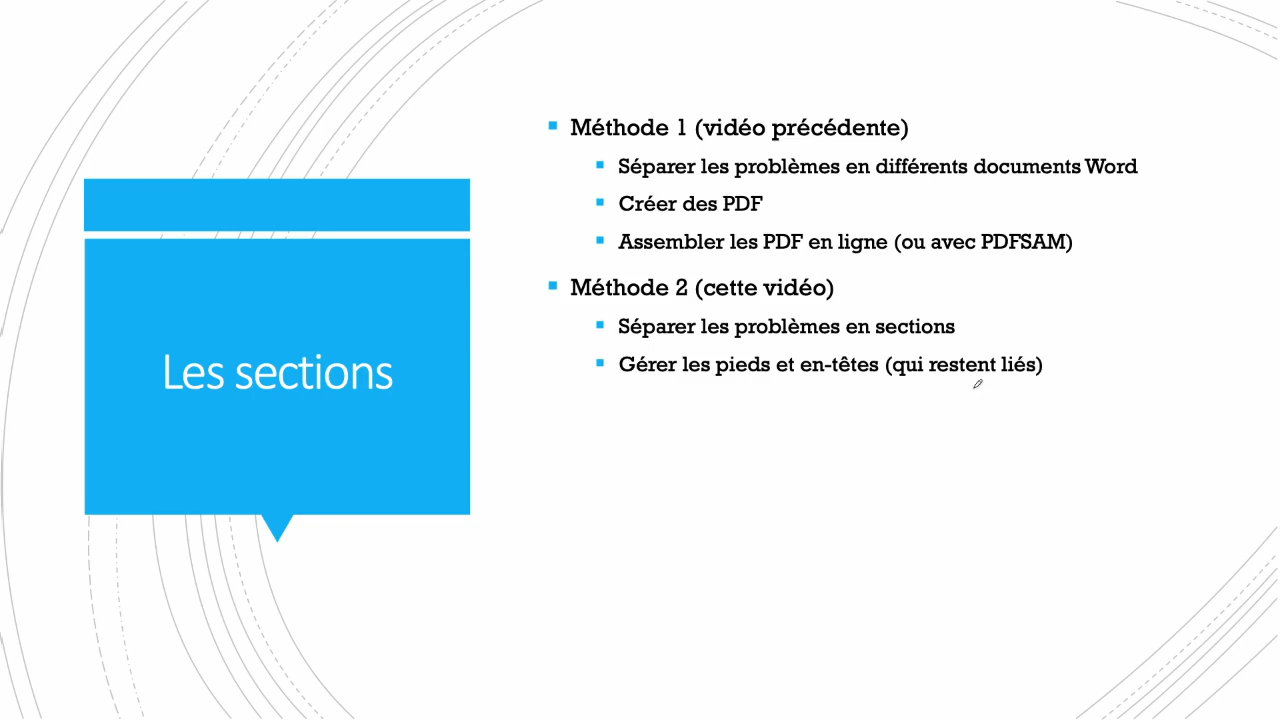 Les sections
Méthode 1 (vidéo précédente)
Séparer les problèmes en différents documents Word
Créer des PDF
Assembler les PDF en ligne (ou avec PDFSAM)
Méthode 2 (cette vidéo)
Séparer les problèmes en sections
Gérer les pieds et en-têtes (qui restent liés)